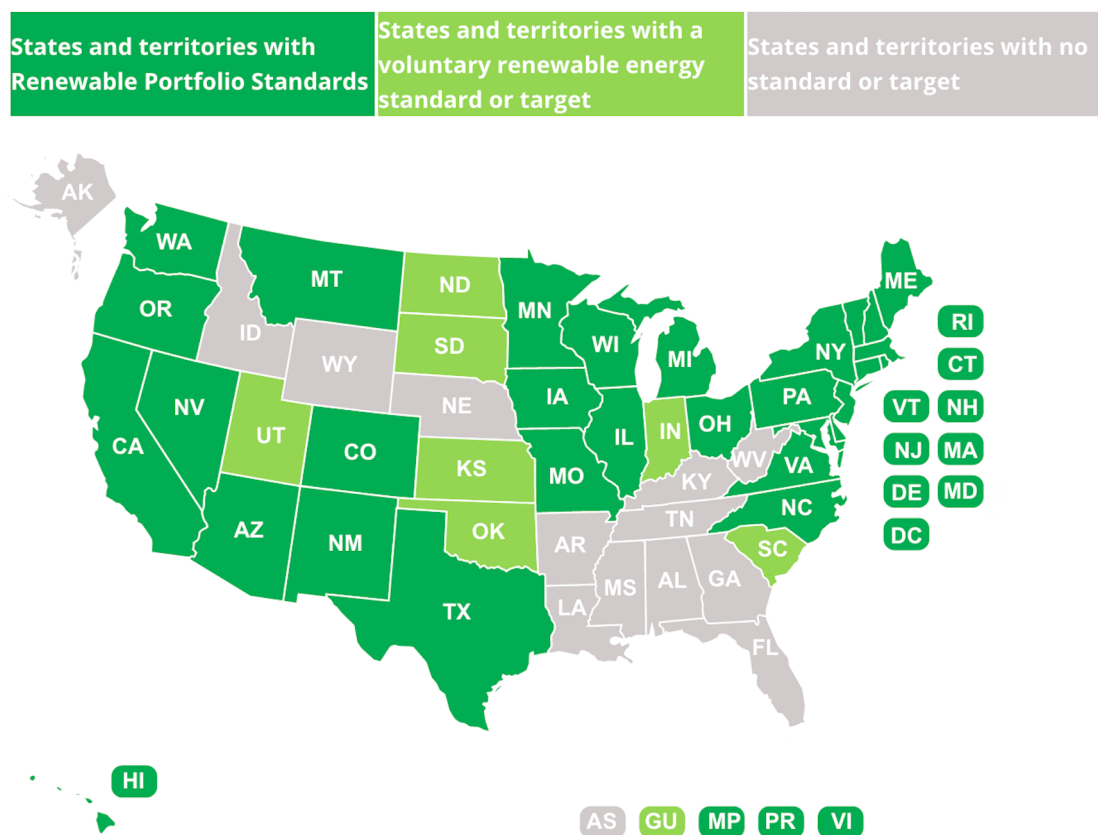 States and territories with
Renewable Portfolio Standards
States and territories with a
voluntary renewable energy
standard or target
States and territories with no
standard or target
AK
WA
MT
ND
MN
ME
OR
ID
SD
WI
MI
NY
RI
WY
CT
NV
NE
IA
PA
VT
NH
CA
UT
CO
KS
IL
IN
OH
NJ
MA
MO
KY
WV
VA
DE
MD
AZ
NM
OK
AR
TN
NC
DC
SC
TX
LA
MS
AL
GA
FL
HI
AS
GU
MP
PR
VI